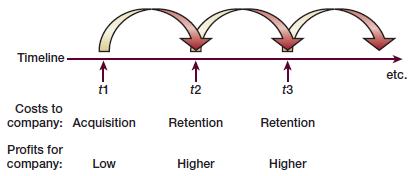 Timeline
etc.
t1 t2 t3
Costs to
company: Acquisition Retention Retention
Profits for
company: Low Higher Higher